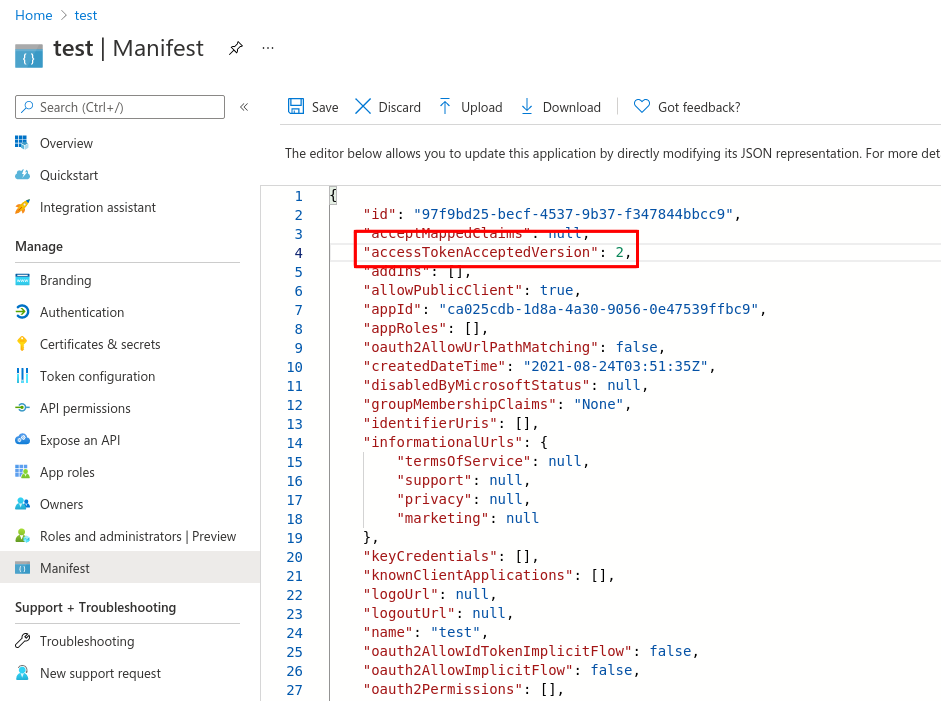 Home > test
test | Manifest
Search (Ctrl+/)
Overview
Quickstart
Integration assistant
Manage
Branding
Authentication
Certificates & secrets
Token configuration
API permissions
Expose an API
App roles
Owners
Roles and administrators | Preview
Manifest
Support + Troubleshooting
Troubleshooting
New support request
Save Discard Upload Download Got feedback?
The editor below allows you to update this application by directly modifying its JSON representation. For more det
1 {
2 "id": "97f9bd25-becf-4537-9b37-f347844bbcc9",
3 "acceptMappedClaims": null,
4 "accessTokenAcceptedVersion": 2,
5 "addIns": [],
6 "allowPublicClient": true,
7 "appId": "ca025cdb-1d8a-4a30-9056-0e47539ffbc9",
8 "appRoles": [],
9 "oauth2AllowUrlPathMatching": false,
10 "createdDateTime": "2021-08-24T03:51:35Z",
11 "disabledByMicrosoftStatus": null,
12 "groupMembershipClaims": "None",
13 "identifierUris": [],
14 "informationalUrls": {
15 "termsOfService": null,
16 "support": null,
17 "privacy": null,
18 "marketing": null
19 },
20 "keyCredentials": [],
21 "knownClientApplications": [],
22 "logoUrl": null,
23 "logoutUrl": null,
24 "name": "test",
25 "oauth2AllowIdTokenImplicitFlow": false,
26 "oauth2AllowImplicitFlow": false,
27 "oauth2Permissions": [],